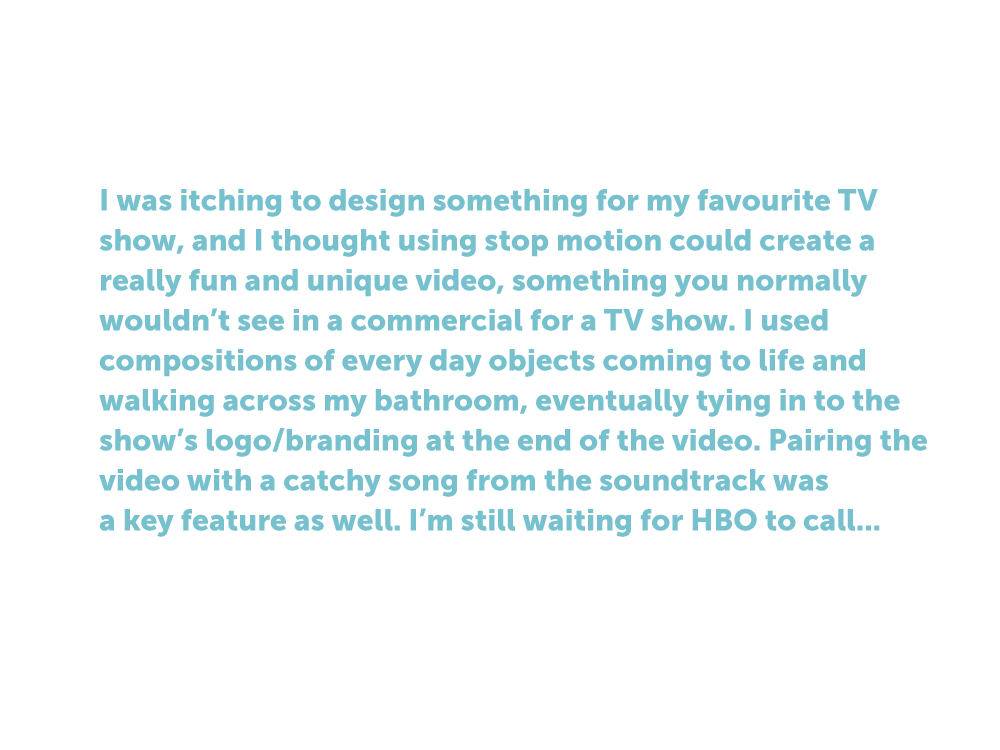 I was itching to design something for my favourite TV
show, and I thought using stop motion could create a
really fun and unique video, something you normally
wouldn’t see in a commercial for a TV show. I used
compositions of every day objects coming to life and
walking across my bathroom, eventually tying in to the
show’s logo/branding at the end of the video. Pairing the
video with a catchy song from the soundtrack was
a key feature as well. I’m still waiting for HBO to call...